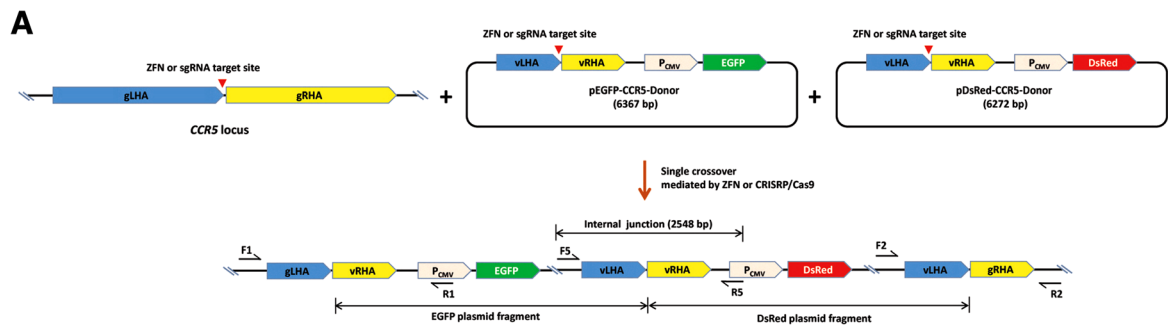 A
ZFN or sgRNA target site
gLHA
gRHA
CCR5 locus
+
ZFN or sgRNA target site
vLHA
vRHA
PCMV
EGFP
pEGFP-CCR5-Donor
(6367 bp)
+
ZFN or sgRNA target site
vLHA
vRHA
PCMV
DsRed
pDsRed-CCR5-Donor
(6272 bp)
Single crossover
mediated by ZFN or CRISRP/Cas9
Internal junction (2548 bp)
F1
F5
F2
gLHA
vRHA
PCMV
EGFP
vLHA
vRHA
PCMV
DsRed
vLHA
gRHA
R1
R5
R2
EGFP plasmid fragment
DsRed plasmid fragment